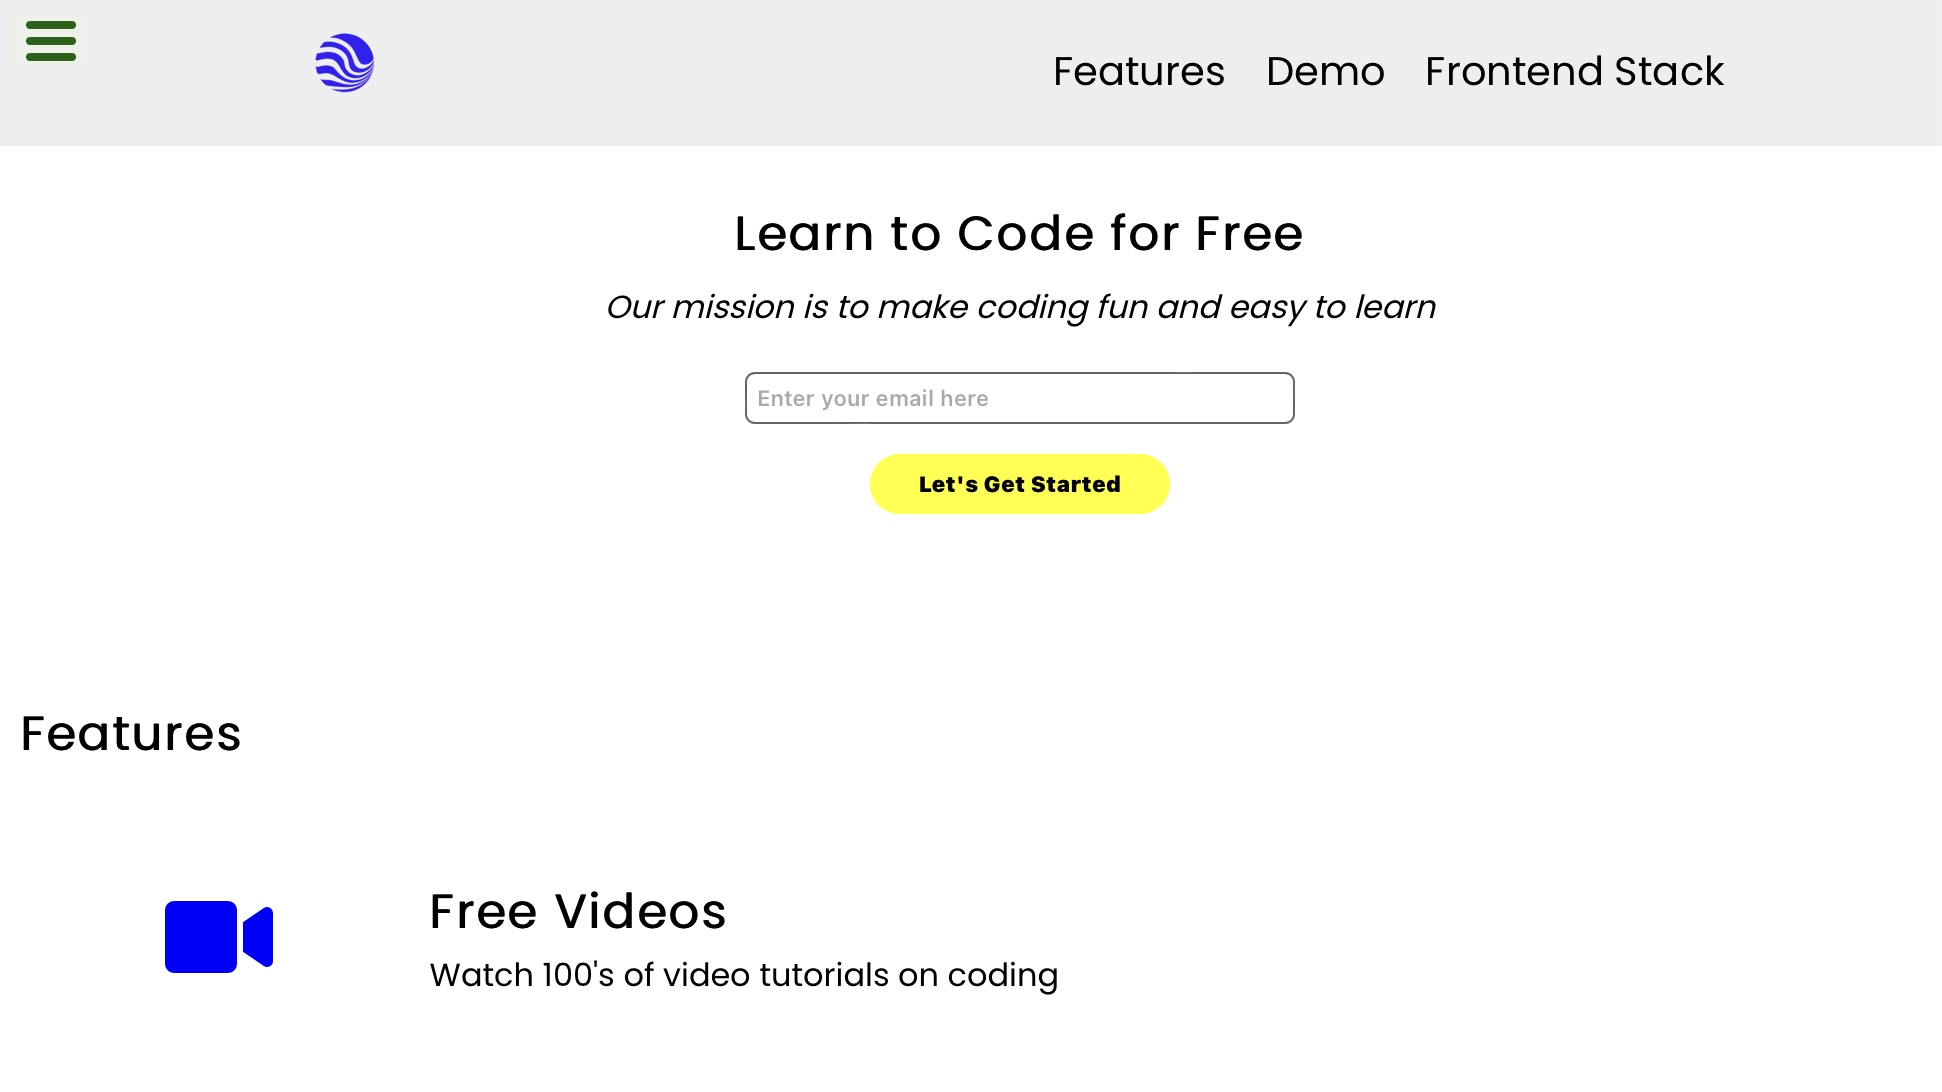 Features Demo Frontend Stack
Learn to Code for Free
Our mission is to make coding fun and easy to learn
Enter your email here
Let's Get Started
Features
Free Videos
Watch 100's of video tutorials on coding